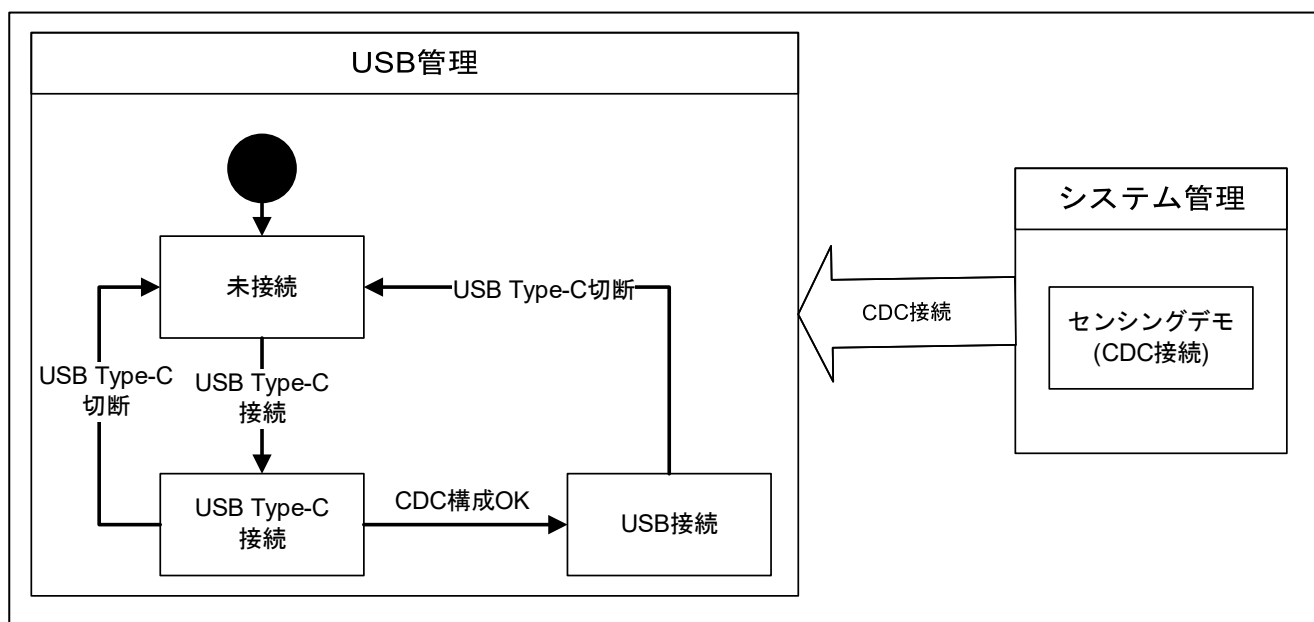 USB管理
システム管理
未接続
USB Type-C切断
CDC接続
センシングデモ
(CDC接続)
USB Type-C
切断
USB Type-C
接続
USB Type-C
接続
CDC構成OK
USB接続